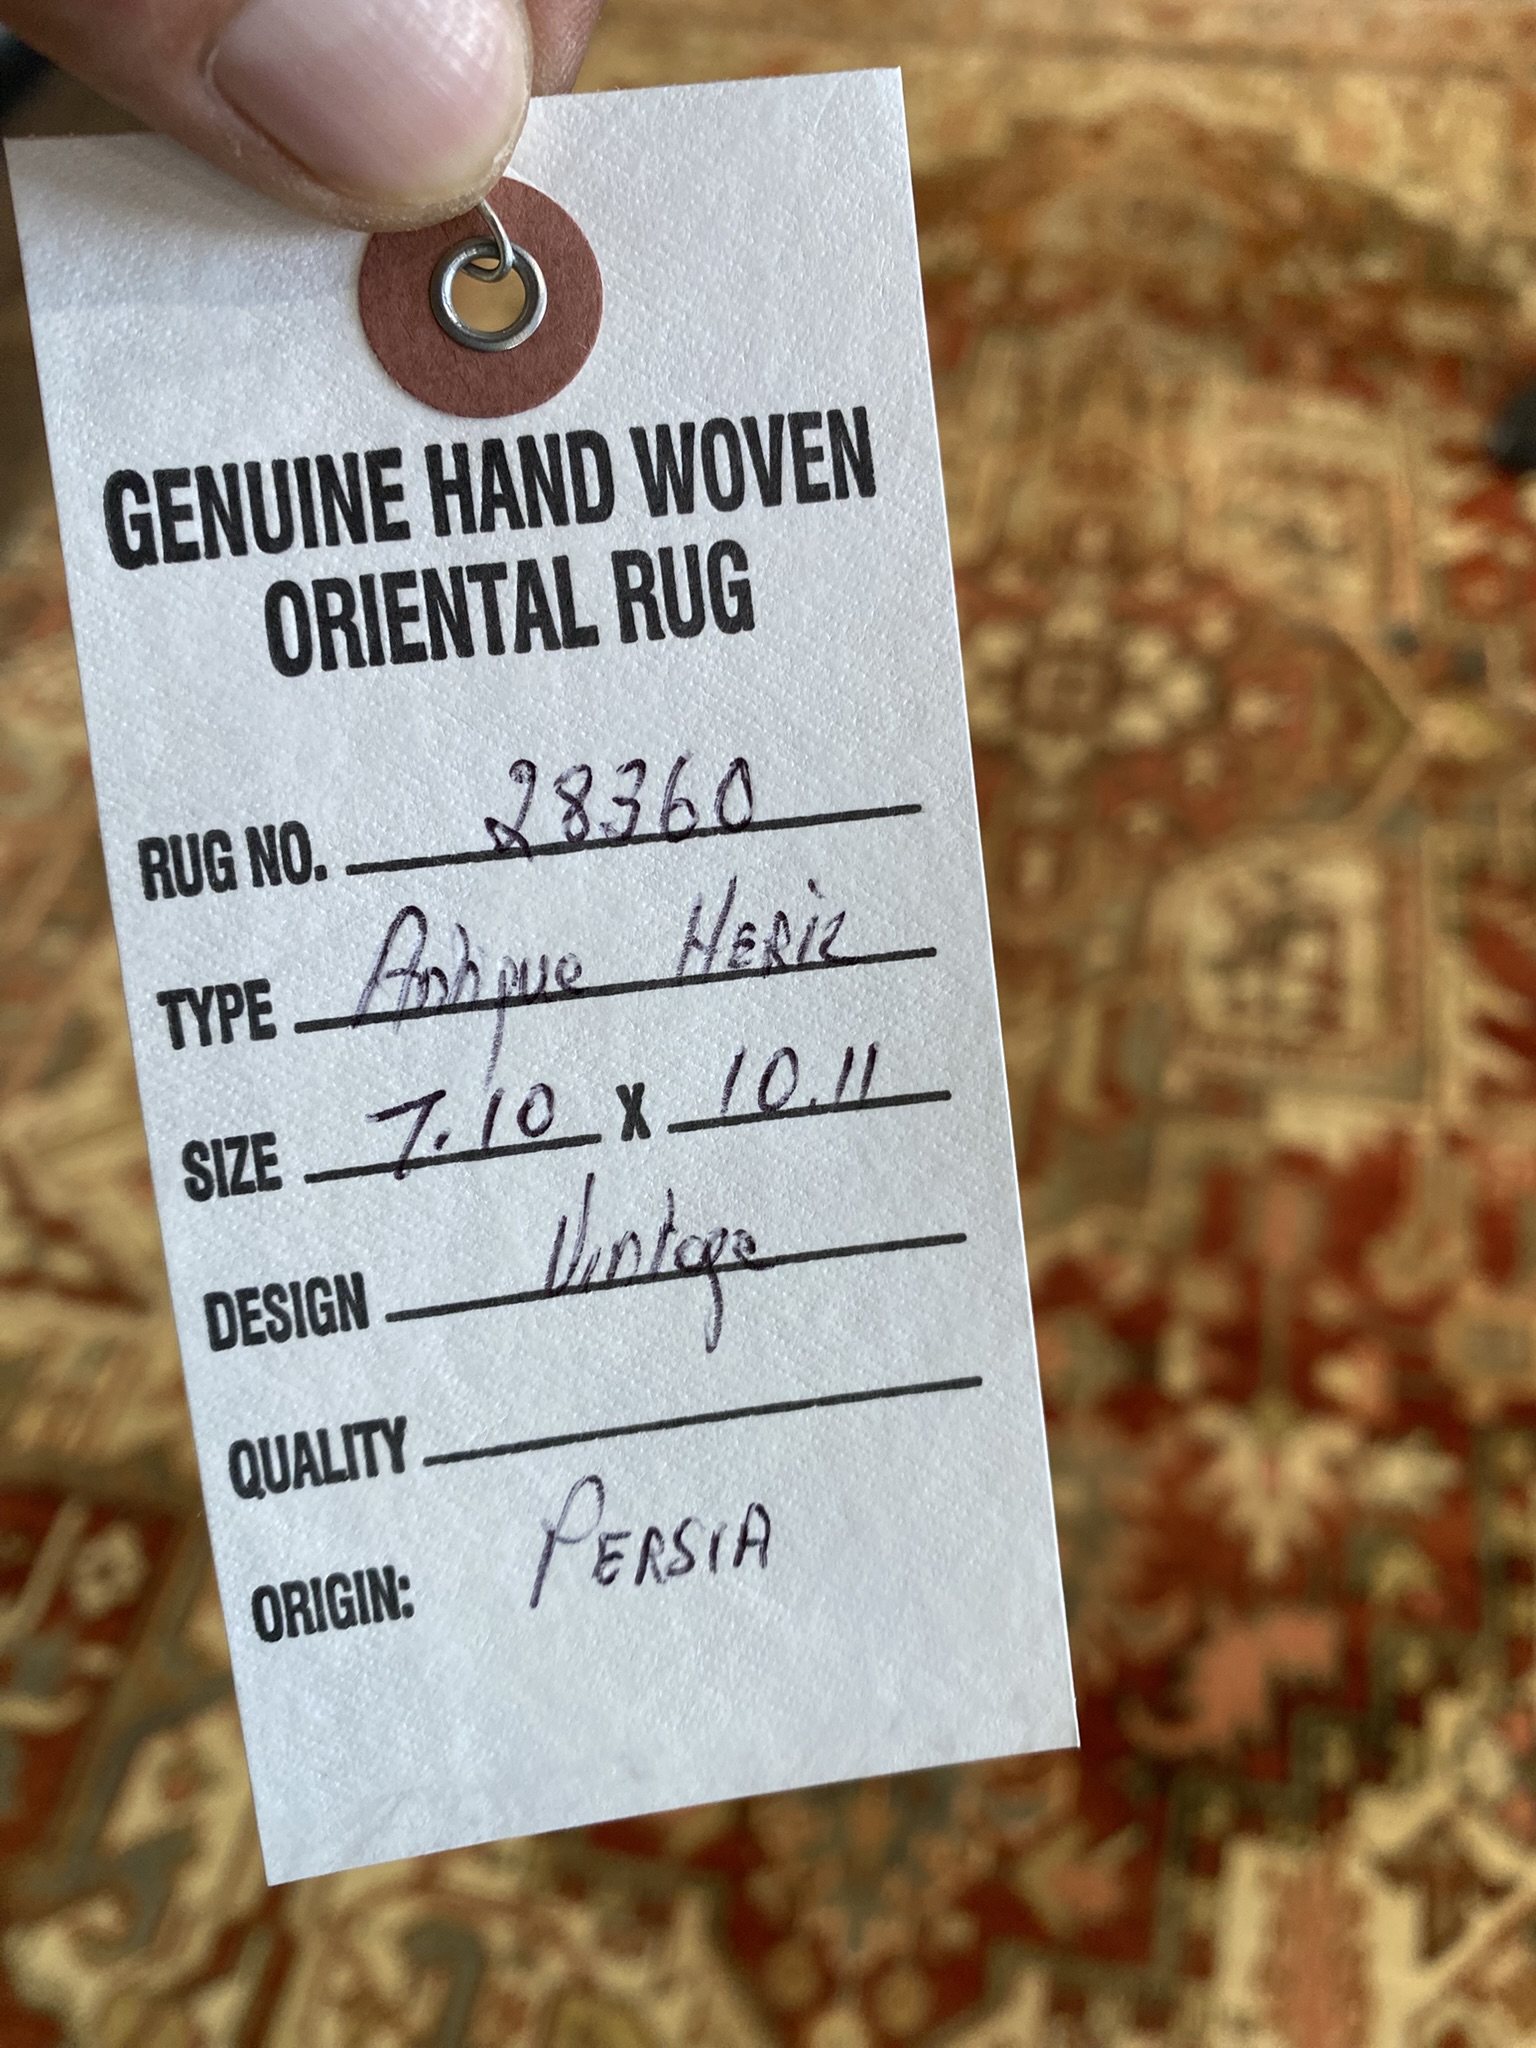 GENUINE HAND WOVEN
ORIENTAL RUG
RUG NO. 28360
TYPE Antique HERIZ
SIZE 7.10 X 10.11
DESIGN Vintage
QUALITY
ORIGIN: PERSIA